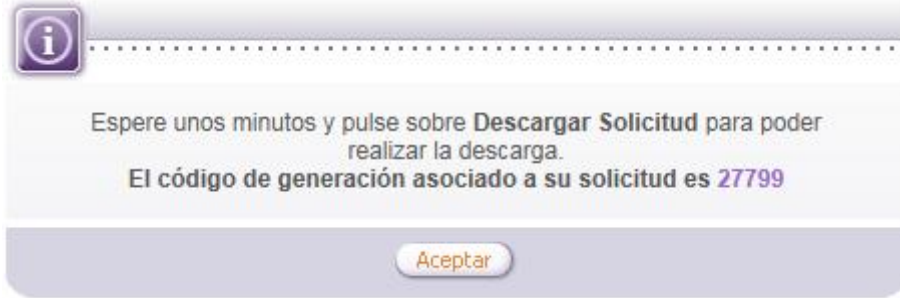 Espere unos minutos y pulse sobre Descargar Solicitud para poder
realizar la descarga.
El código de generación asociado a su solicitud es 27799
Aceptar